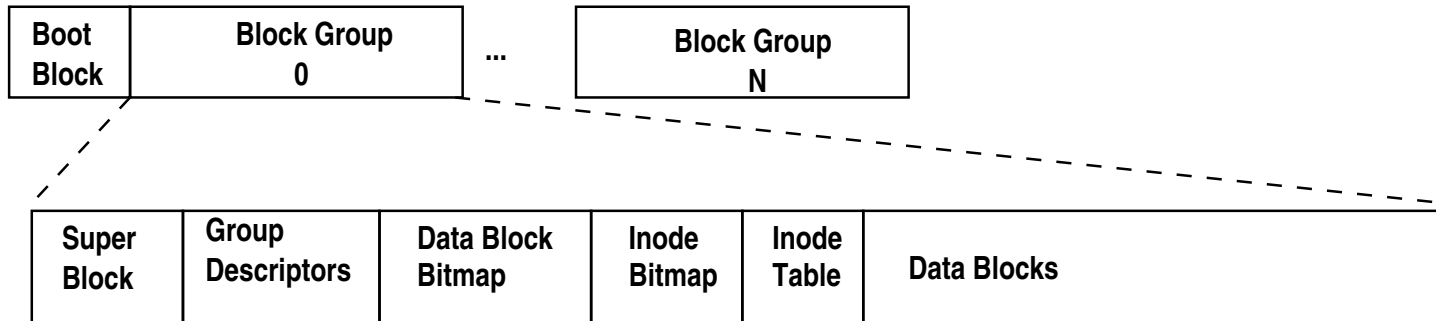 Boot
Block
Block Group
0
...
Block Group
N
Super
Block
Group
Descriptors
Data Block
Bitmap
Inode
Bitmap
Inode
Table
Data Blocks